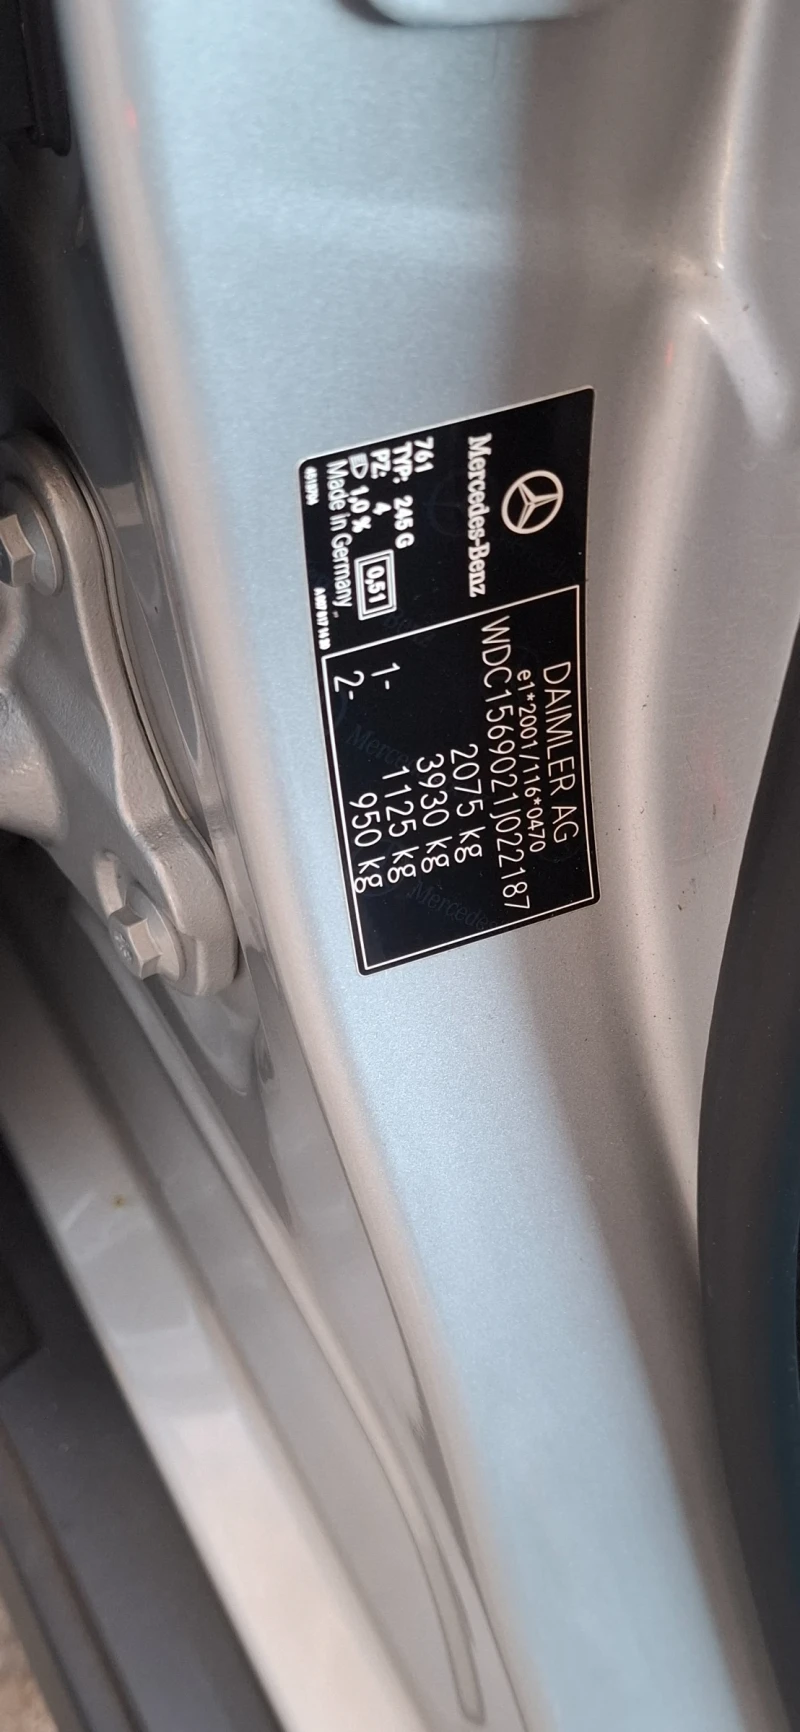 Mercedes-Benz
761
TYP: 245 G
PZ: 4
1,0 %
0,51
Made in Germany
DAIMLER AG
e1*2001/116*0470
WDC1569021J022187
2075 kg
3930 kg
1- 1125 kg
2- 950 kg